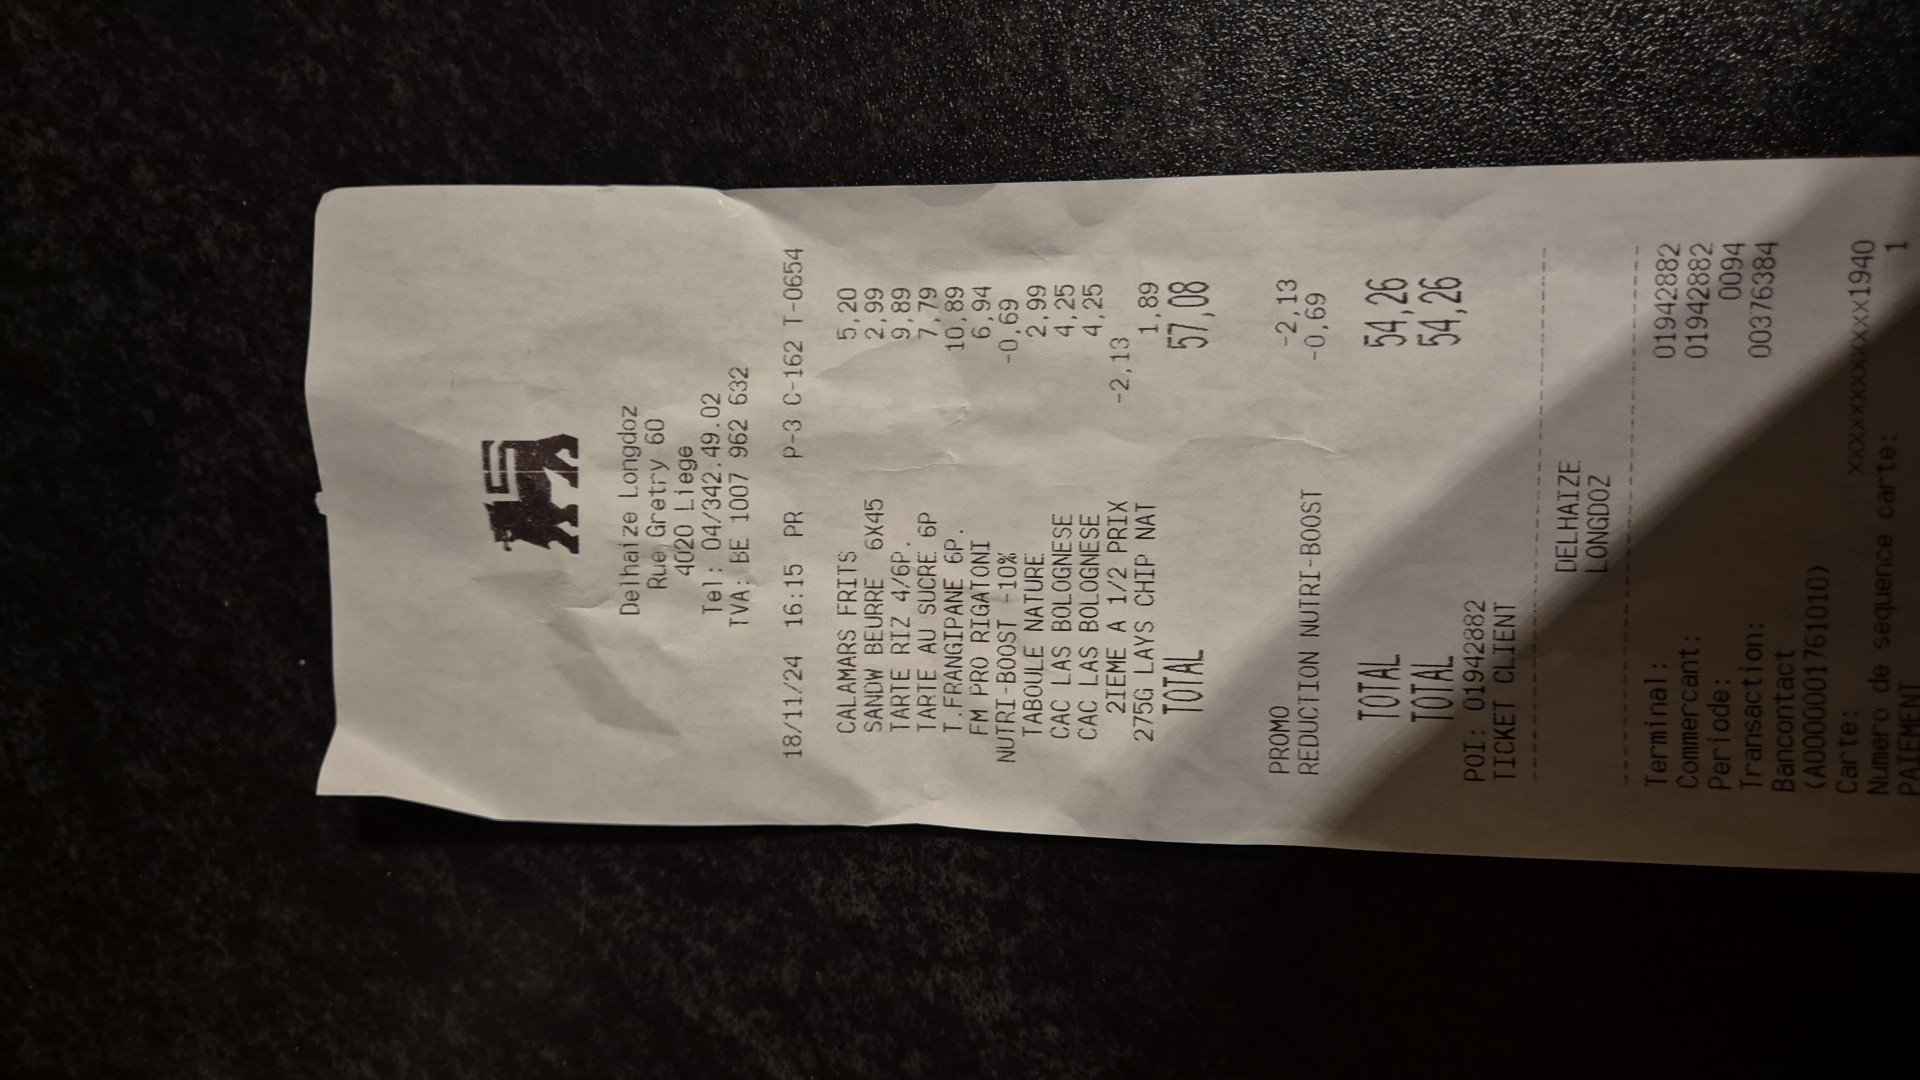 Delhaize Longdoz
Rue Gretry 60
4020 Liege
Tel: 04/342.49.02
TVA: BE 1007 962 632
18/11/24 16:15 PR P-3 C-162 T-0654
CALAMARS FRITS 5,20
SANDW BEURRE 6X45 2,99
TARTE RIZ 4/6P. 9,89
TARTE AU SUCRE 6P 7,79
T.FRANGIPANE 6P. 10,89
FM PRO RIGATONI 6,94
NUTRI-BOOST -10% -0,69
TABOULE NATURE 2,99
CAC LAS BOLOGNESE 4,25
CAC LAS BOLOGNESE 4,25
2IEME A 1/2 PRIX -2,13
275G LAYS CHIP NAT 1,89
TOTAL 57,08
PROMO -2,13
REDUCTION NUTRI-BOOST -0,69
TOTAL 54,26
TOTAL 54,26
POI: 01942882
TICKET CLIENT
DELHAIZE
LONGDOZ
Terminal: 01942882
Commercant: 01942882
Periode: 0094
Transaction: 00376384
Bancontact
(A0000001761010)
Carte: xxxxxxxxxxxxx1940
Numero de sequence carte: 1
PAIEMENT